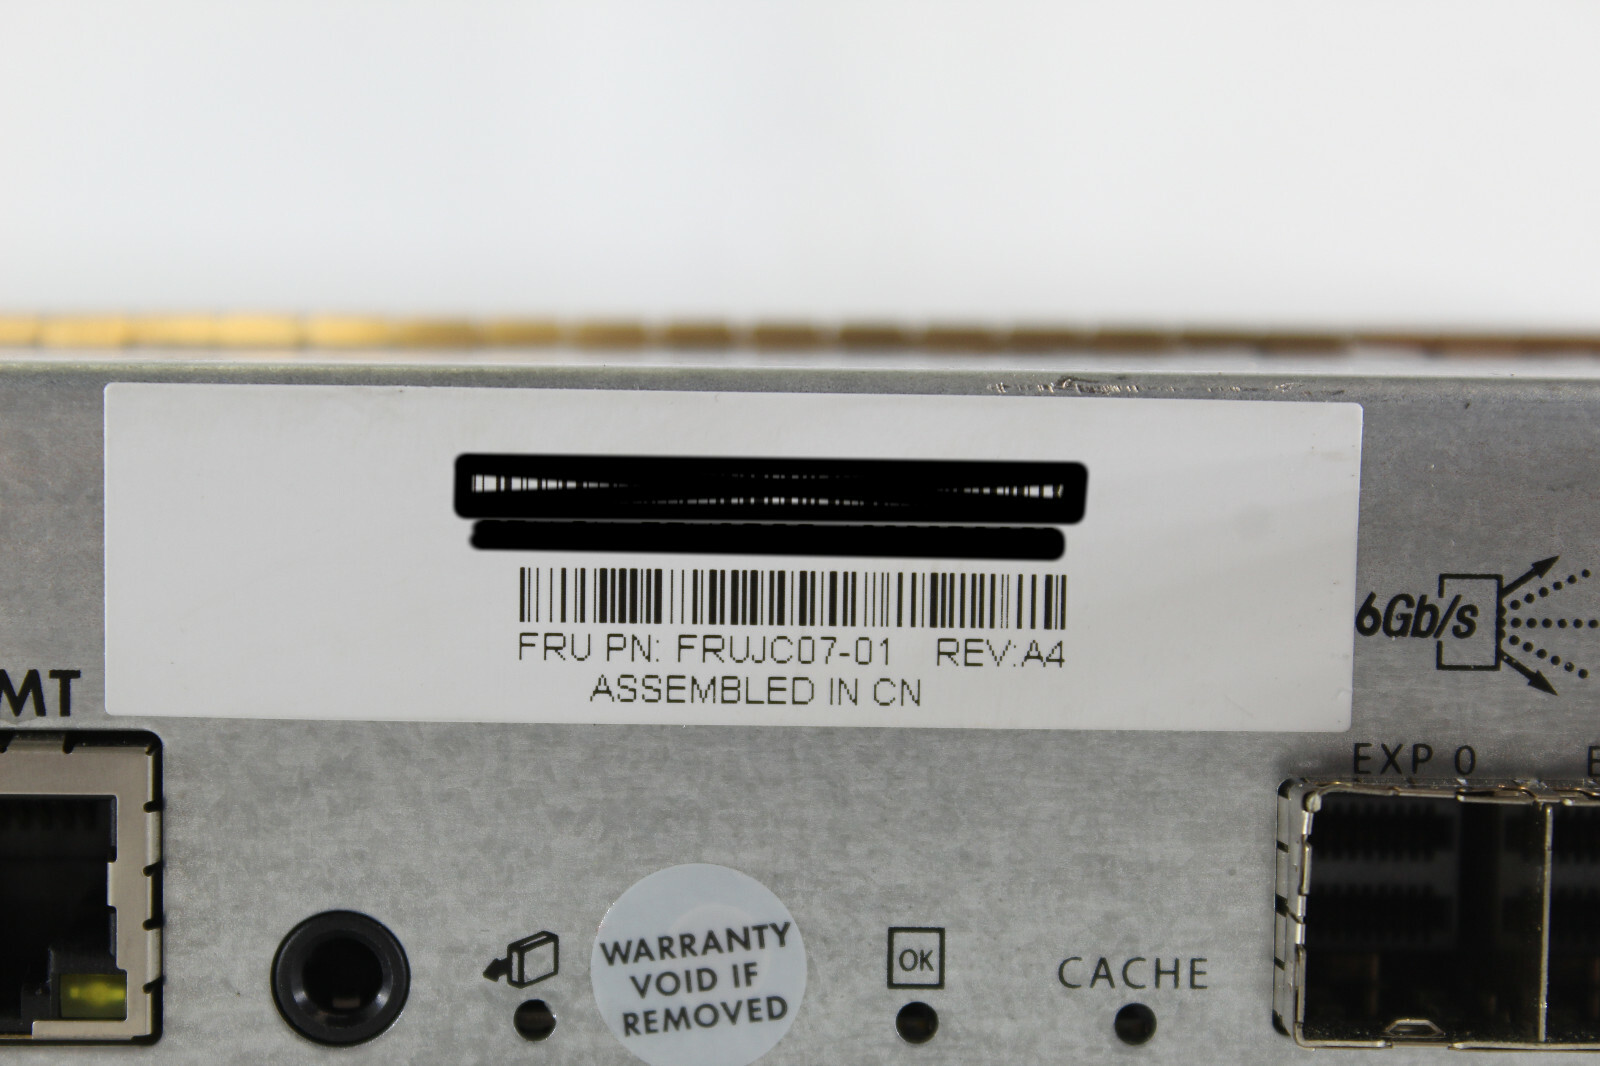 FRU PN: FRUJC07-01 REV:A4
ASSEMBLED IN CN
6Gb/s
MT
EXP 0
WARRANTY
VOID IF
REMOVED
OK
CACHE